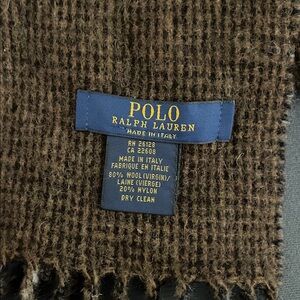 POLO
RALPH LAUREN
MADE IN ITALY
RN 26128
CA 22608
MADE IN ITALY
FABRIQUE EN ITALIE
80% WOOL(VIRGIN)/
LAINE (VIERGE)
20% NYLON
DRY CLEAN